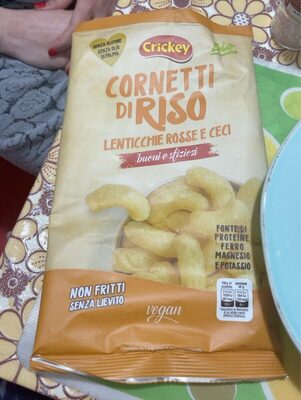 SENZA GLUTINE
SENZA OLIO
DI PALMA
Crickey
CORNETTI
DI RISO
LENTICCHIE ROSSE E CECI
buoni e sfiziosi
FONTE DI
PROTEINE
FERRO
MAGNESIO
E POTASSIO
NON FRITTI
SENZA LIEVITO
vegan